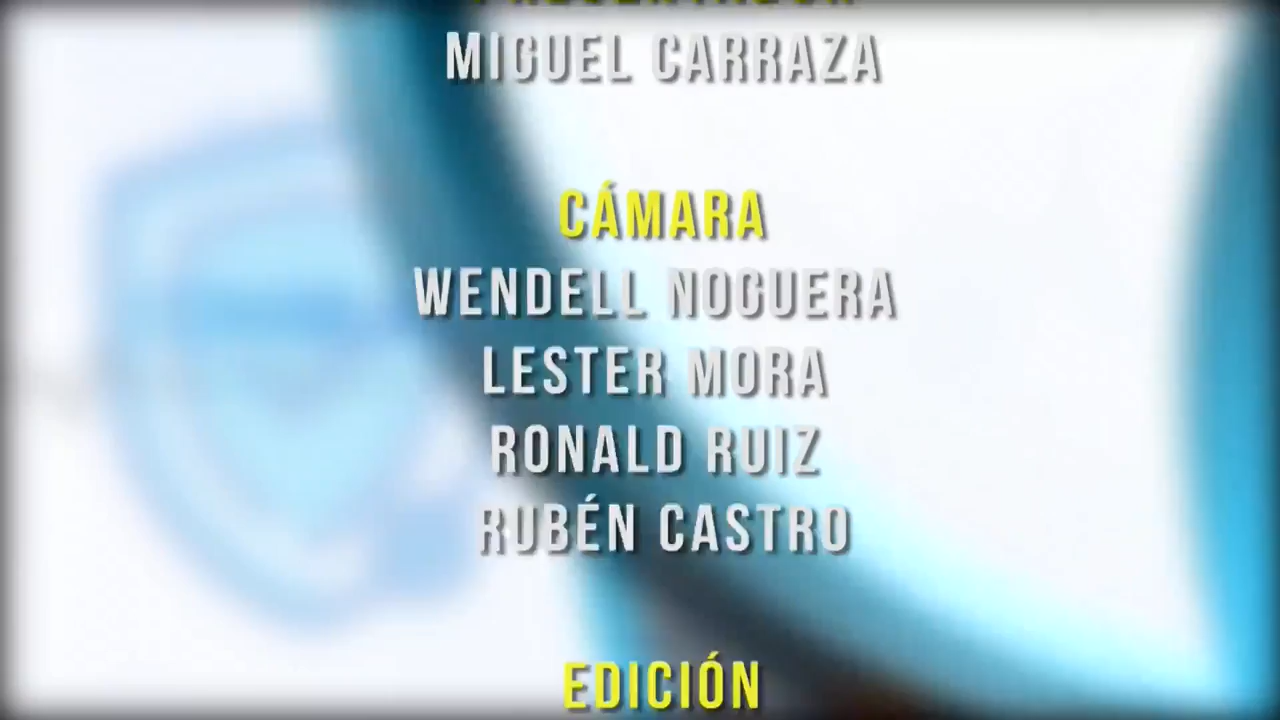 MIGUEL CARRAZA
CÁMARA
WENDELL NOGUERA
LESTER MORA
RONALD RUIZ
RUBÉN CASTRO
EDICIÓN